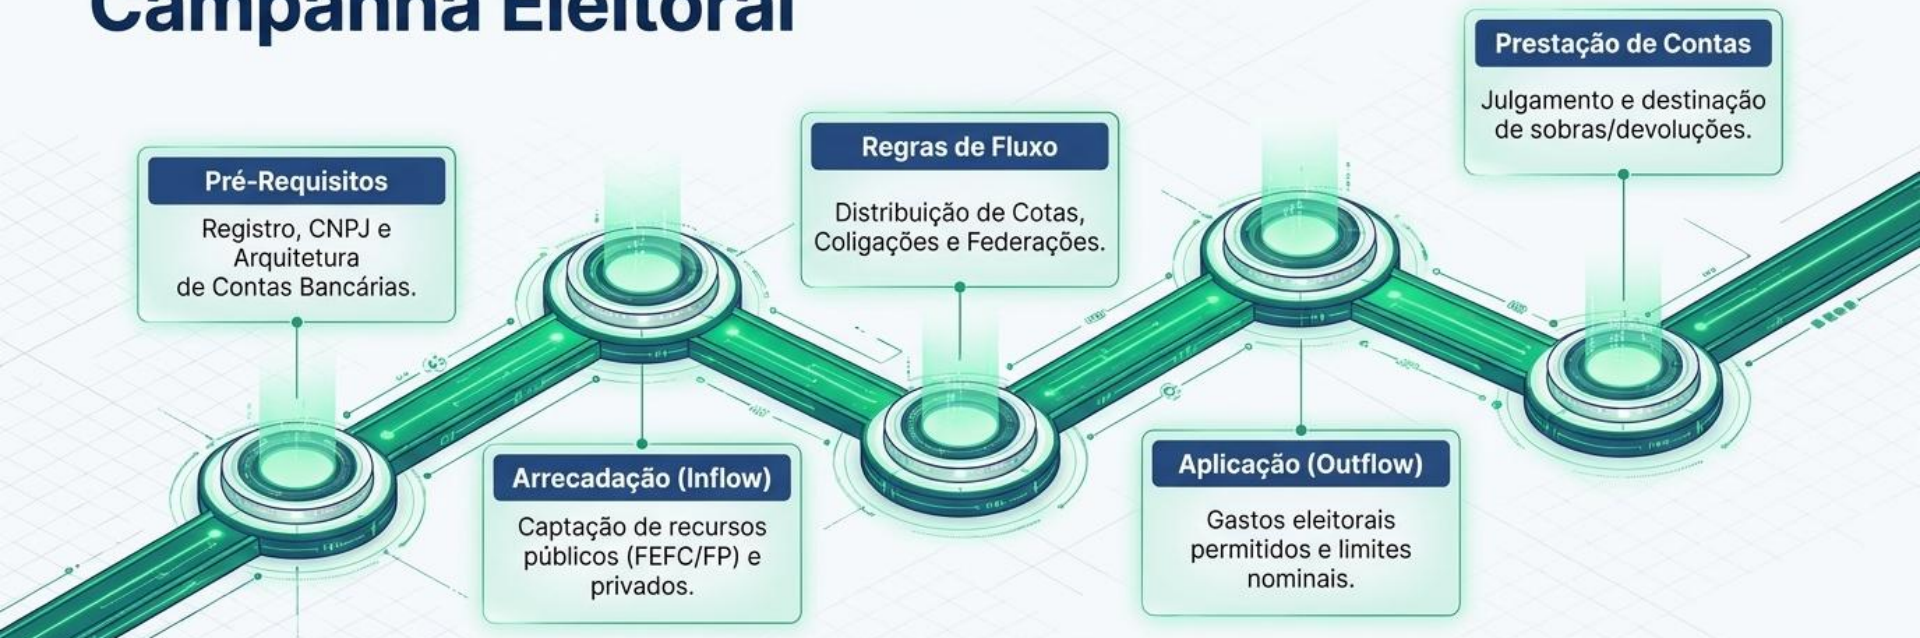 Campanha Eleitoral
Pré-Requisitos
Registro, CNPJ e
Arquitetura
de Contas Bancárias.
Arrecadação (Inflow)
Captação de recursos
públicos (FEFC/FP) e
privados.
Regras de Fluxo
Distribuição de Cotas,
Coligações e Federações.
Aplicação (Outflow)
Gastos eleitorais
permitidos e limites
nominais.
Prestação de Contas
Julgamento e destinação
de sobras/devoluções.